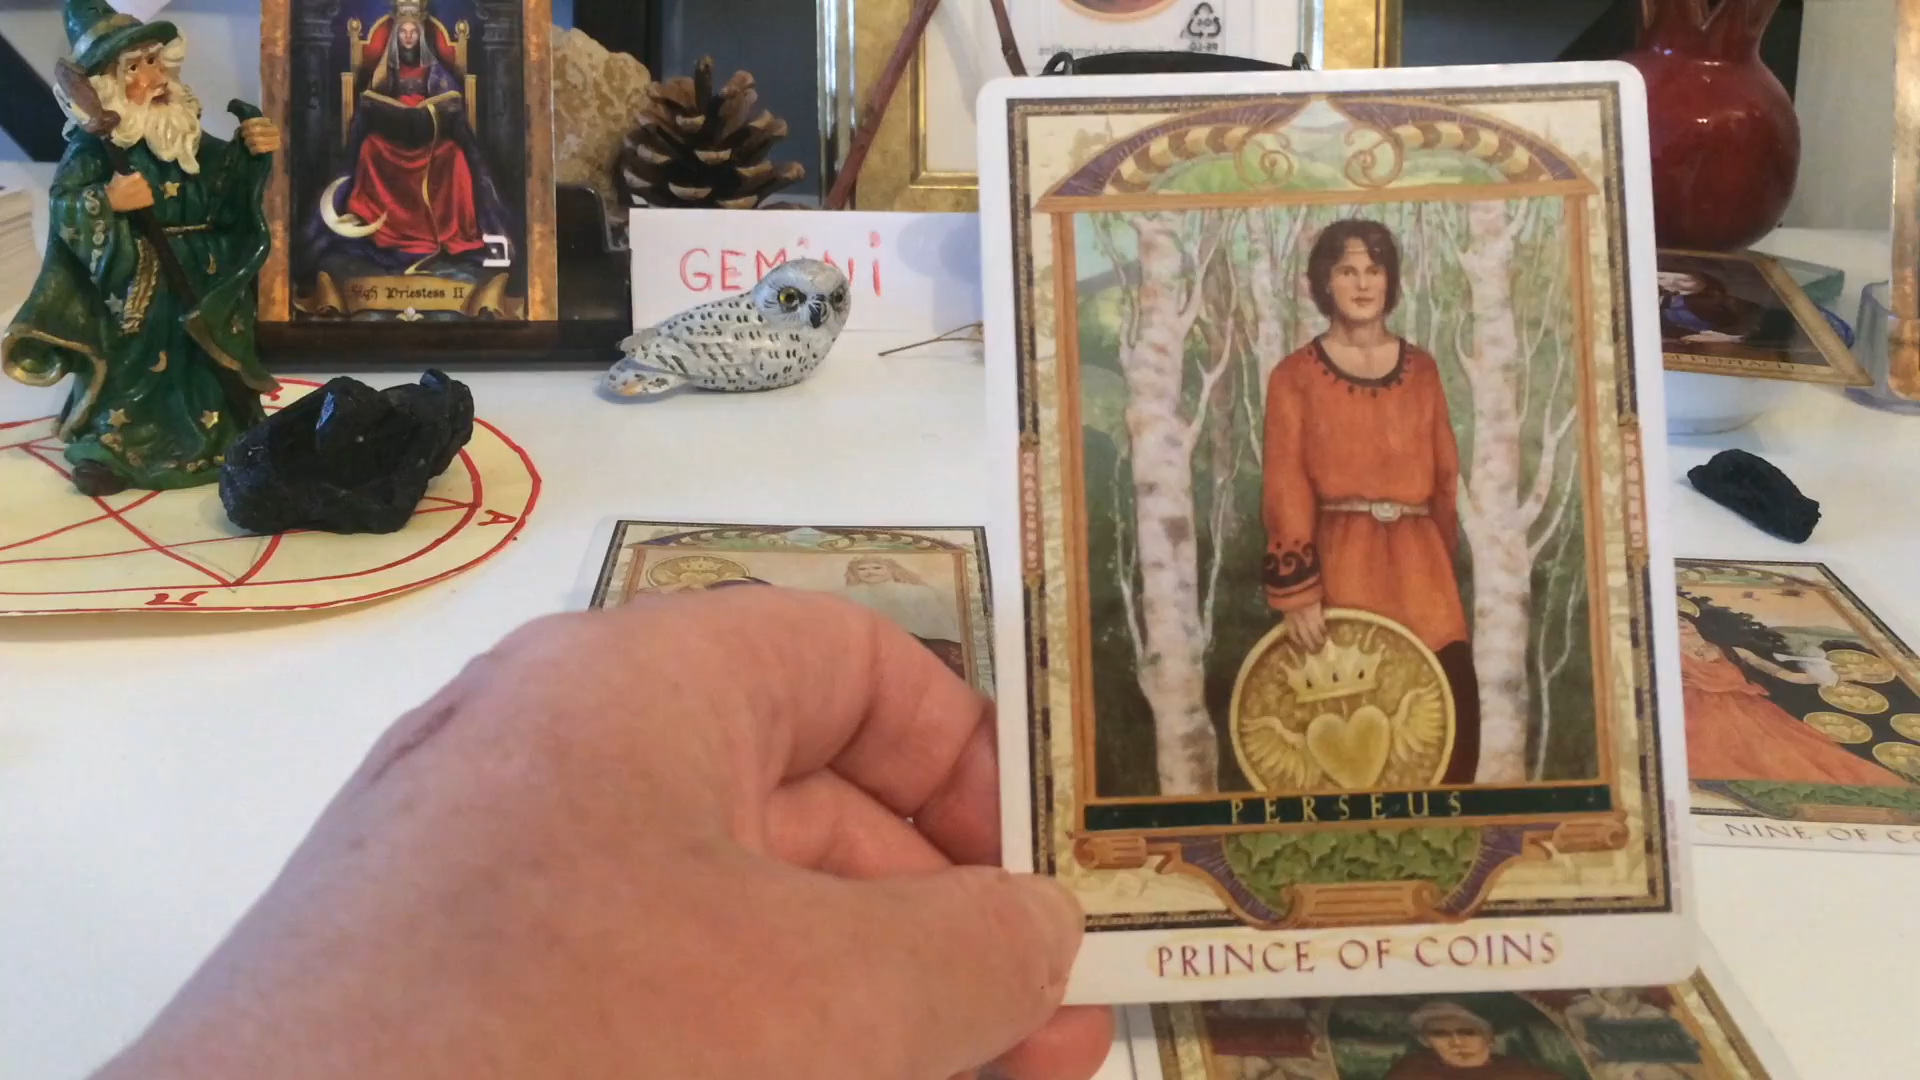 High Priestess II
GEMiNi
PERSEUS
PRINCE OF COINS
NINE OF CO